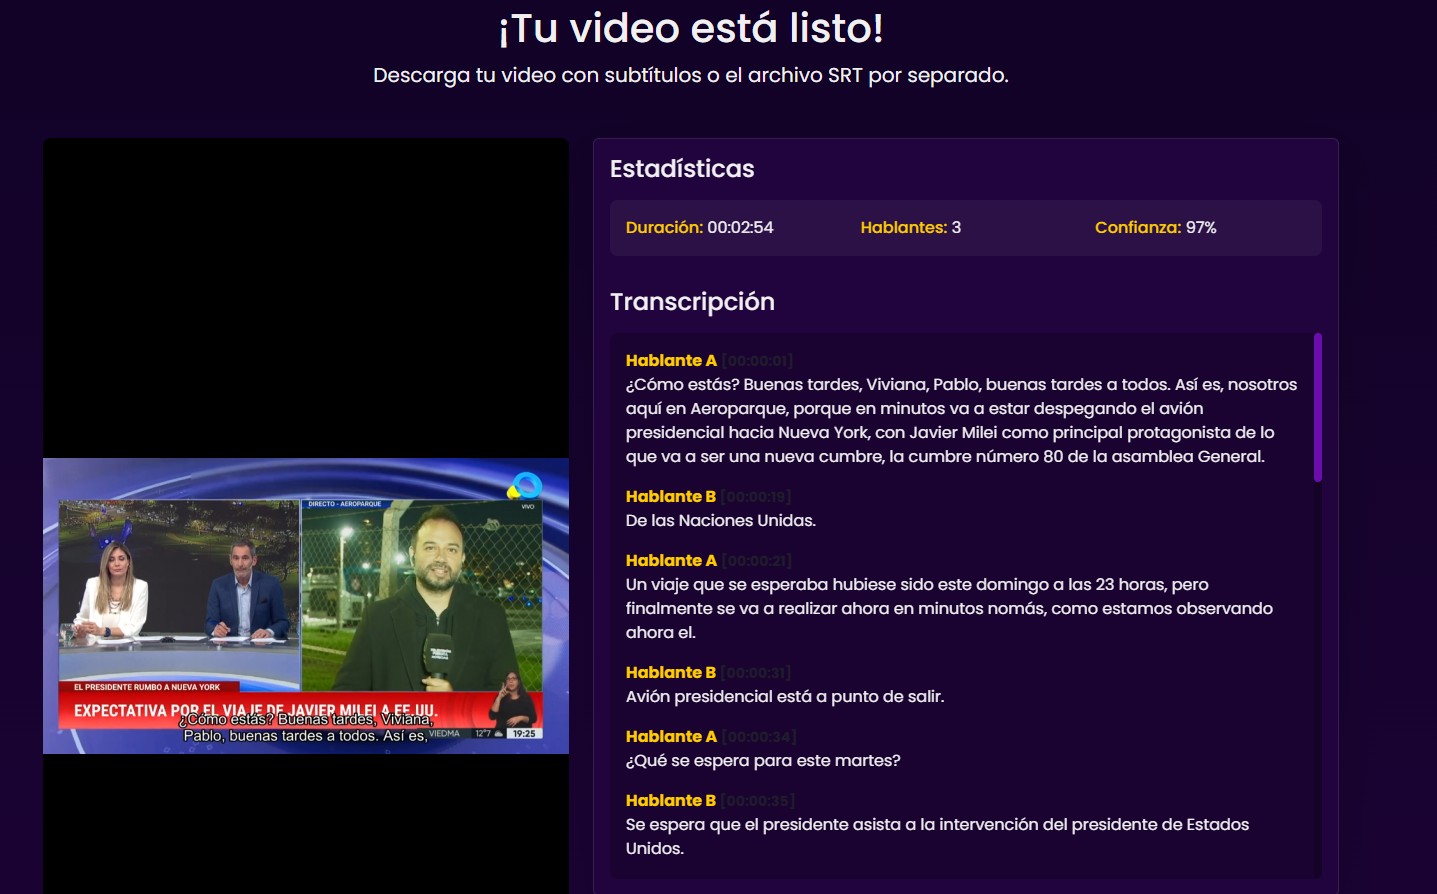 ¡Tu video está listo!
Descarga tu video con subtítulos o el archivo SRT por separado.
DIRECTO - AEROPARQUE
VIVO
EL PRESIDENTE RUMBO A NUEVA YORK
EXPECTATIVA POR EL VIAJE DE JAVIER MILEI A EE.UU.
¿Cómo estás? Buenas tardes, Viviana,
Pablo, buenas tardes a todos. Así es,
VIEDMA 12°7 19:25
Estadísticas
Duración: 00:02:54 Hablantes: 3 Confianza: 97%
Transcripción
Hablante A [00:00:01]
¿Cómo estás? Buenas tardes, Viviana, Pablo, buenas tardes a todos. Así es, nosotros
aquí en Aeroparque, porque en minutos va a estar despegando el avión
presidencial hacia Nueva York, con Javier Milei como principal protagonista de lo
que va a ser una nueva cumbre, la cumbre número 80 de la asamblea General.
Hablante B [00:00:19]
De las Naciones Unidas.
Hablante A [00:00:21]
Un viaje que se esperaba hubiese sido este domingo a las 23 horas, pero
finalmente se va a realizar ahora en minutos nomás, como estamos observando
ahora el.
Hablante B [00:00:31]
Avión presidencial está a punto de salir.
Hablante A [00:00:34]
¿Qué se espera para este martes?
Hablante B [00:00:35]
Se espera que el presidente asista a la intervención del presidente de Estados
Unidos.